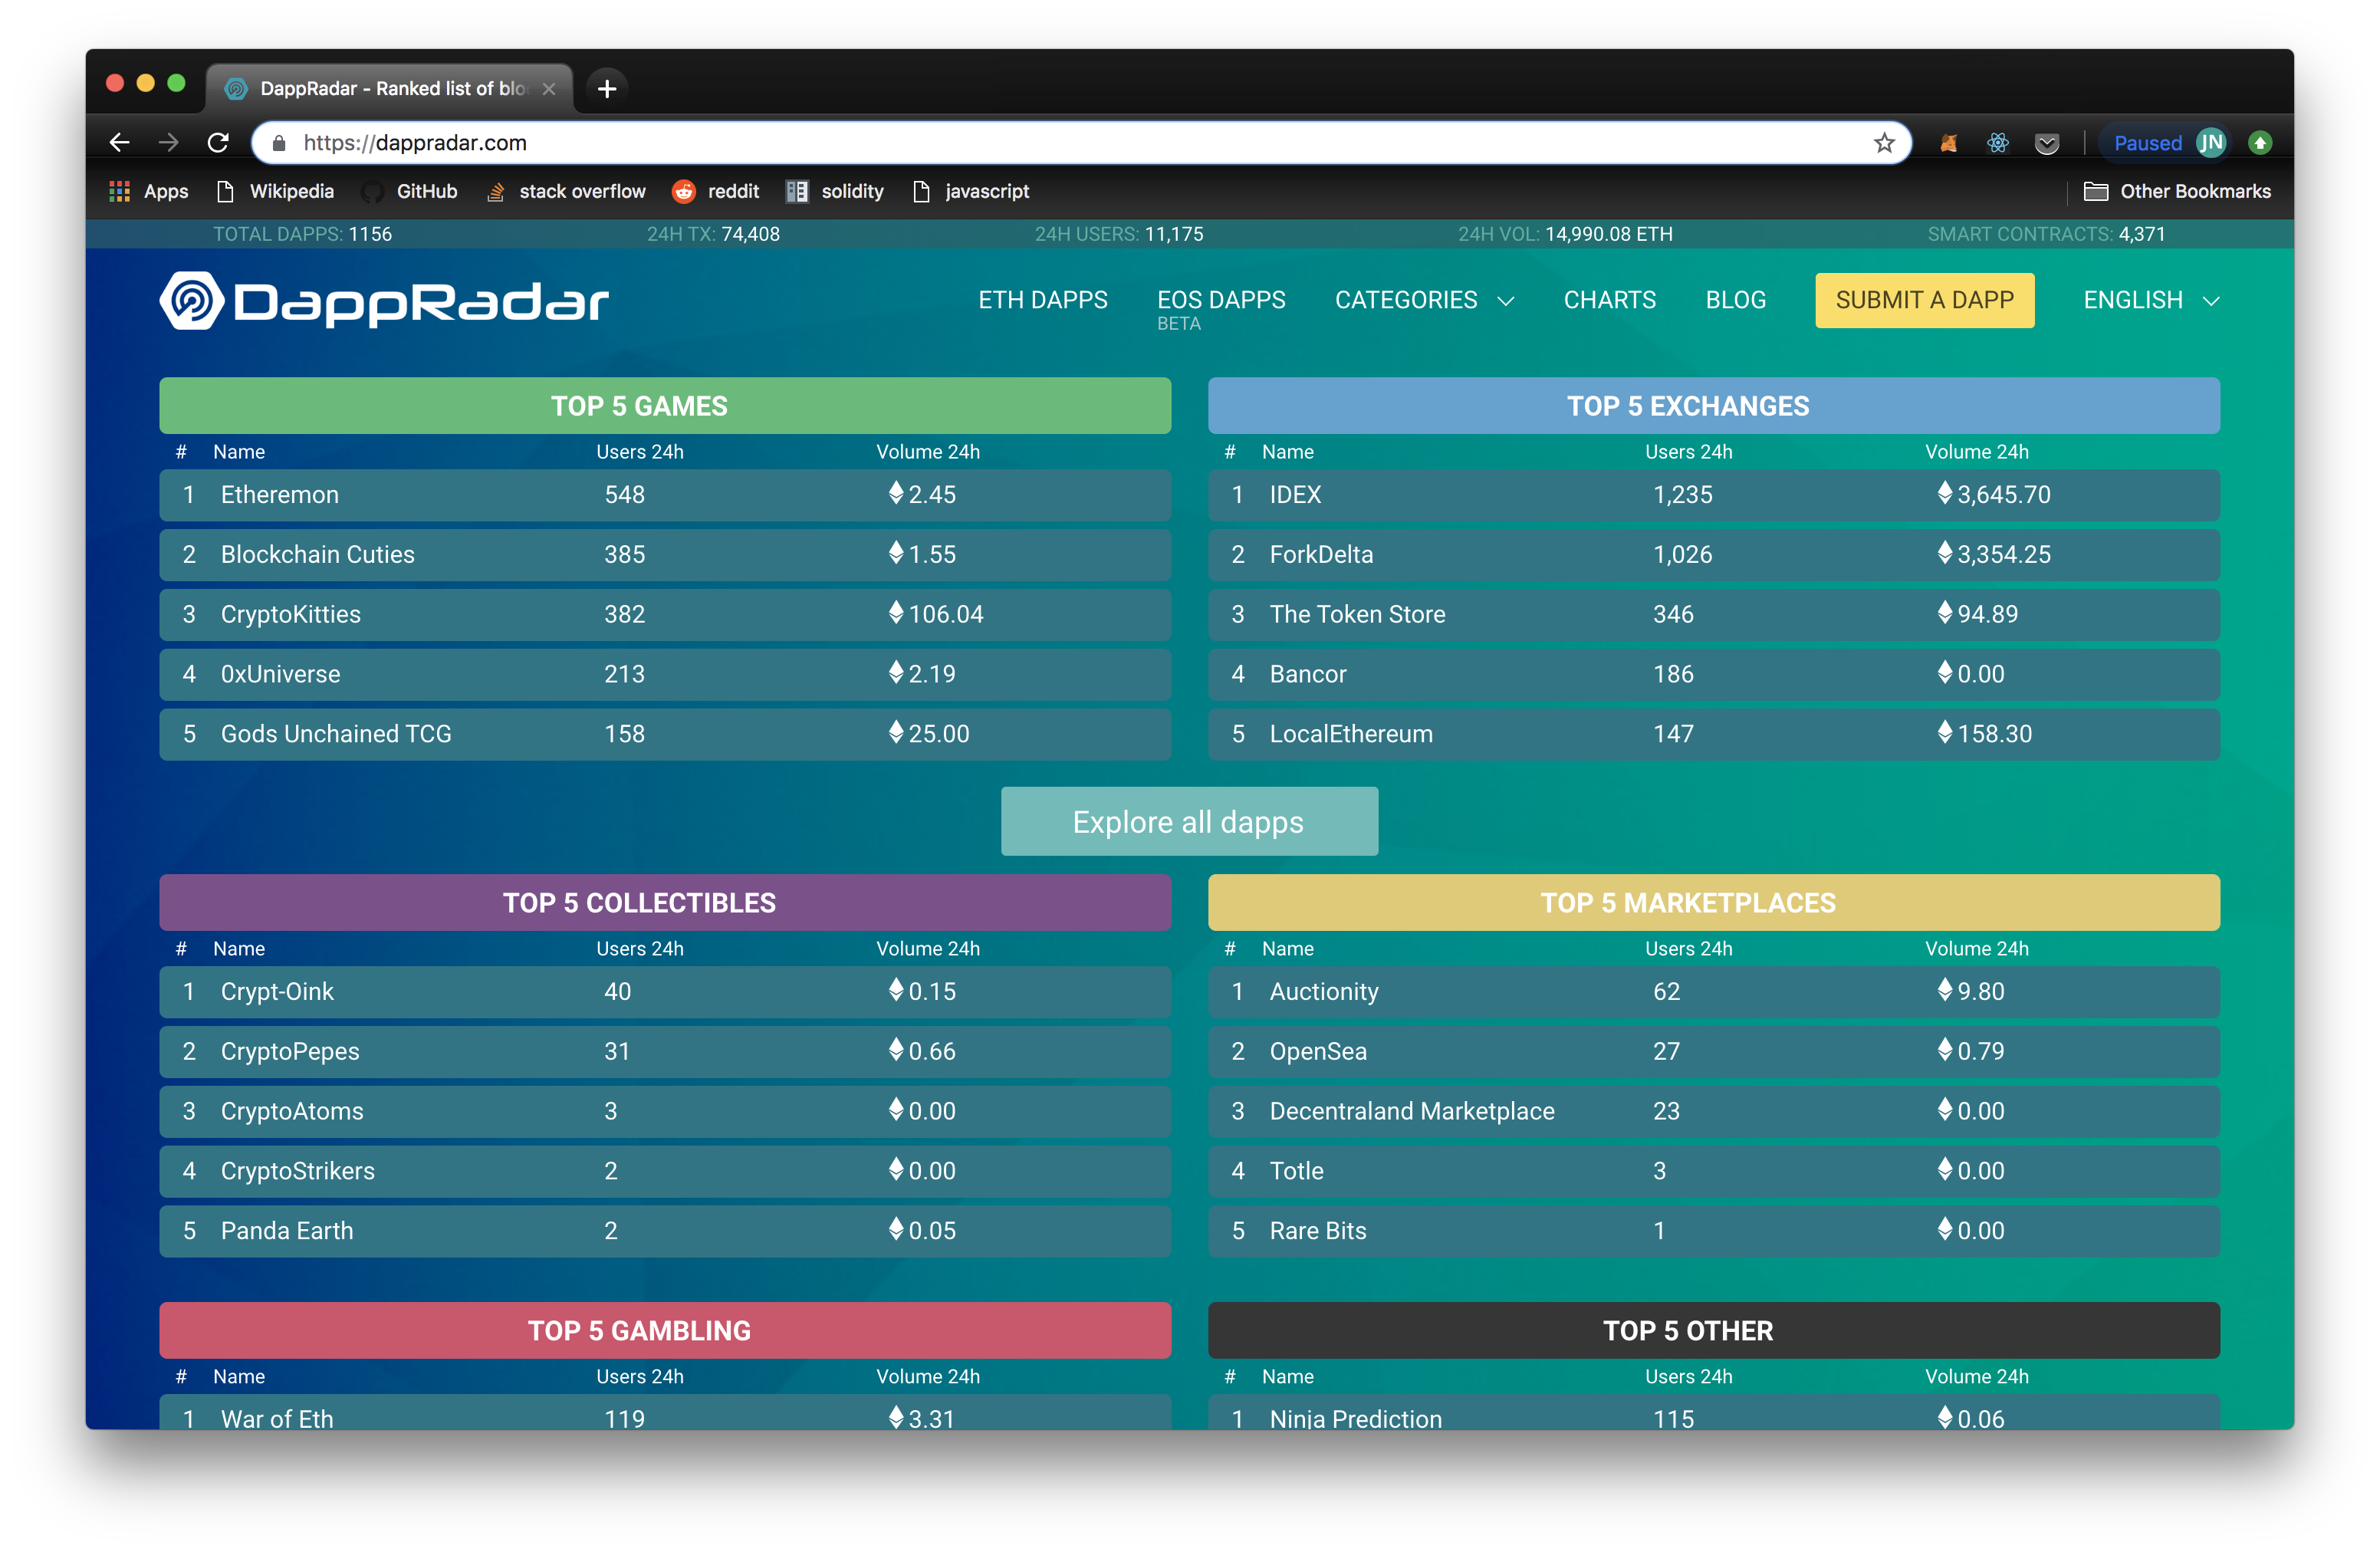 DappRadar - Ranked list of blo
https://dappradar.com
Paused JN
Apps Wikipedia GitHub stack overflow reddit solidity javascript Other Bookmarks
TOTAL DAPPS: 1156 24H TX: 74,408 24H USERS: 11,175 24H VOL: 14,990.08 ETH SMART CONTRACTS: 4,371
DappRadar
ETH DAPPS EOS DAPPS CATEGORIES CHARTS BLOG SUBMIT A DAPP ENGLISH
BETA
TOP 5 GAMES
# Name Users 24h Volume 24h
1 Etheremon 548 2.45
2 Blockchain Cuties 385 1.55
3 CryptoKitties 382 106.04
4 0xUniverse 213 2.19
5 Gods Unchained TCG 158 25.00
TOP 5 EXCHANGES
# Name Users 24h Volume 24h
1 IDEX 1,235 3,645.70
2 ForkDelta 1,026 3,354.25
3 The Token Store 346 94.89
4 Bancor 186 0.00
5 LocalEthereum 147 158.30
Explore all dapps
TOP 5 COLLECTIBLES
# Name Users 24h Volume 24h
1 Crypt-Oink 40 0.15
2 CryptoPepes 31 0.66
3 CryptoAtoms 3 0.00
4 CryptoStrikers 2 0.00
5 Panda Earth 2 0.05
TOP 5 MARKETPLACES
# Name Users 24h Volume 24h
1 Auctionity 62 9.80
2 OpenSea 27 0.79
3 Decentraland Marketplace 23 0.00
4 Totle 3 0.00
5 Rare Bits 1 0.00
TOP 5 GAMBLING
# Name Users 24h Volume 24h
1 War of Eth 119 3.31
TOP 5 OTHER
# Name Users 24h Volume 24h
1 Ninja Prediction 115 0.06